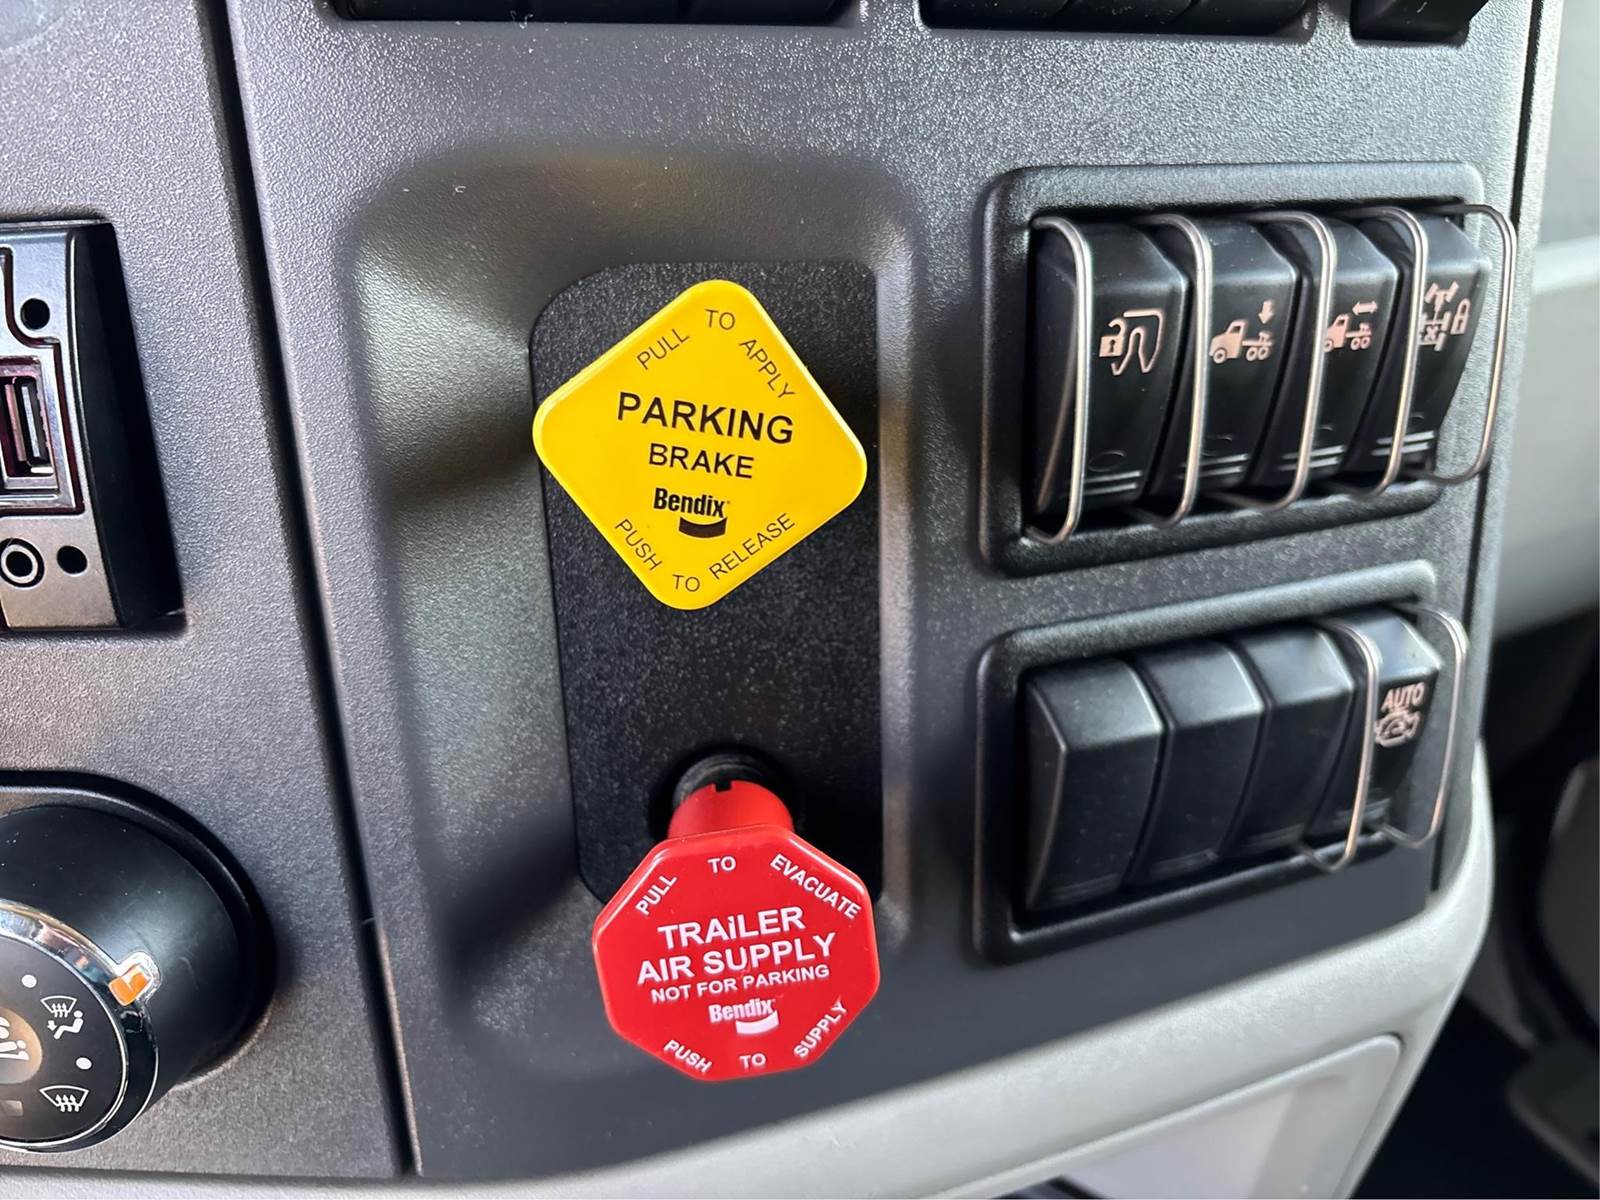 PULL TO APPLY
PARKING
BRAKE
Bendix
PUSH TO RELEASE
PULL TO EVACUATE
TRAILER
AIR SUPPLY
NOT FOR PARKING
Bendix
PUSH TO SUPPLY
AUTO